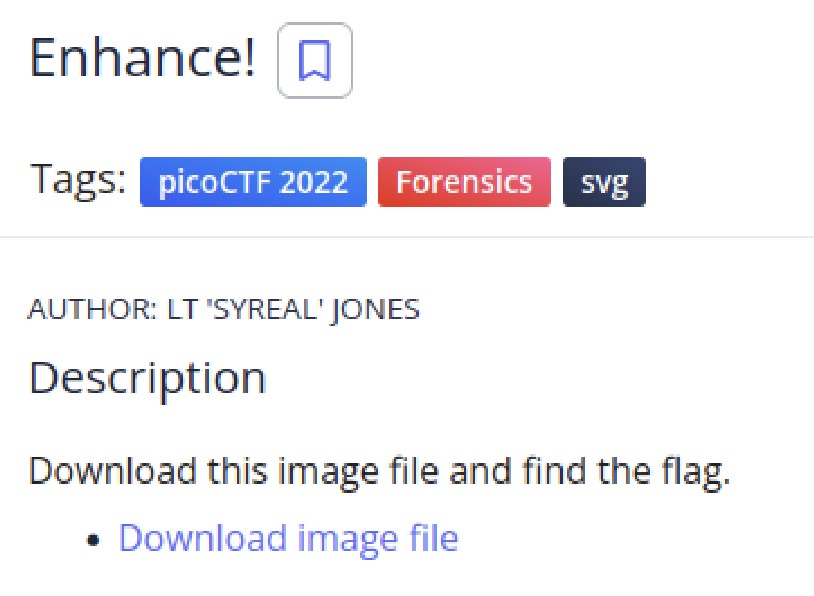 Enhance!
Tags: picoCTF 2022 Forensics svg
AUTHOR: LT 'SYREAL' JONES
Description
Download this image file and find the flag.
• Download image file